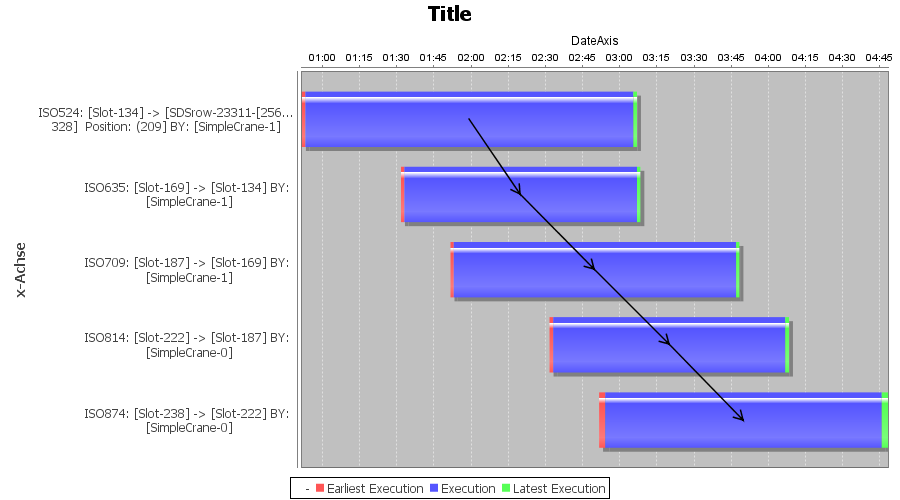 Title
DateAxis
01:00 01:15 01:30 01:45 02:00 02:15 02:30 02:45 03:00 03:15 03:30 03:45 04:00 04:15 04:30 04:45
x-Achse
ISO524: [Slot-134] -> [SDSrow-23311-[256...
328] Position: (209] BY: [SimpleCrane-1]
ISO635: [Slot-169] -> [Slot-134] BY:
[SimpleCrane-1]
ISO709: [Slot-187] -> [Slot-169] BY:
[SimpleCrane-1]
ISO814: [Slot-222] -> [Slot-187] BY:
[SimpleCrane-0]
ISO874: [Slot-238] -> [Slot-222] BY:
[SimpleCrane-0]
- Earliest Execution Execution Latest Execution